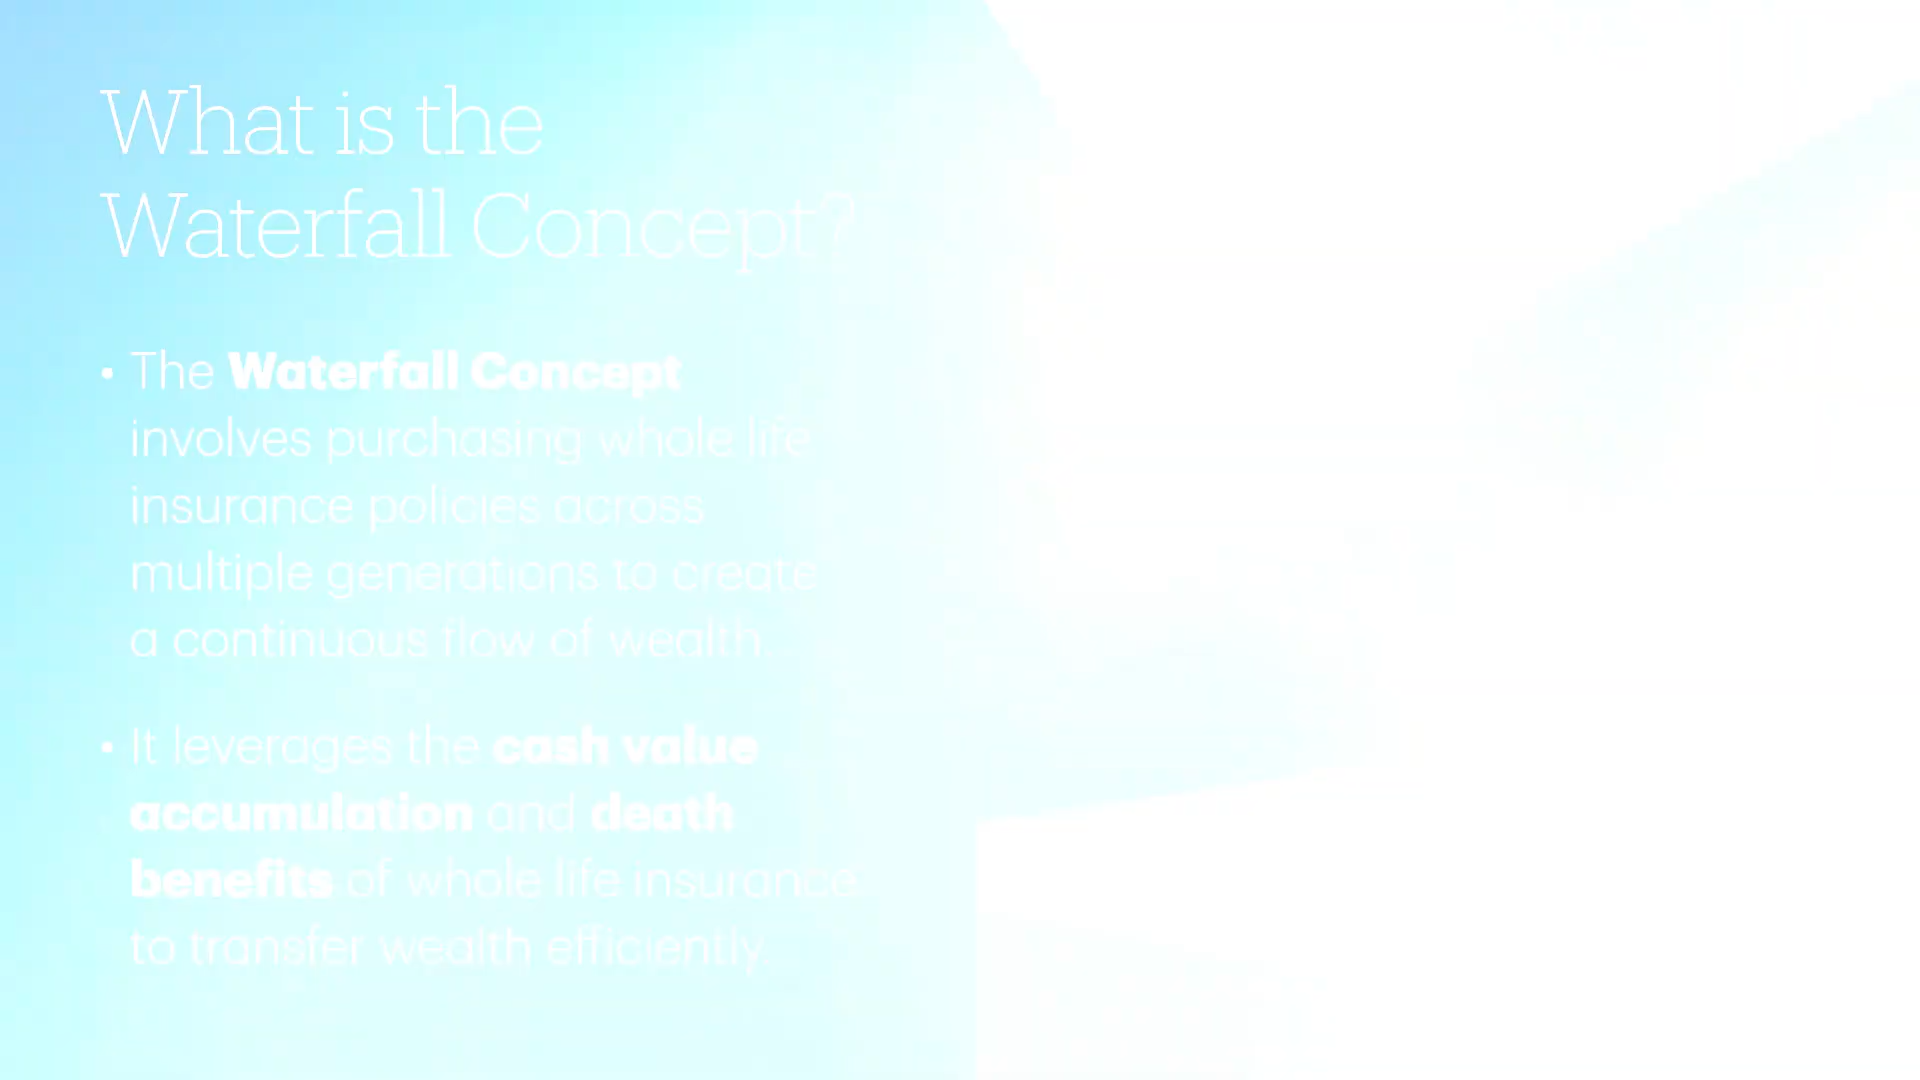 What is the
Waterfall Concept?
• The Waterfall Concept
involves purchasing whole life
insurance policies across
multiple generations to create
a continuous flow of wealth.
• It leverages the cash value
accumulation and death
benefits of whole life insurance
to transfer wealth efficiently.